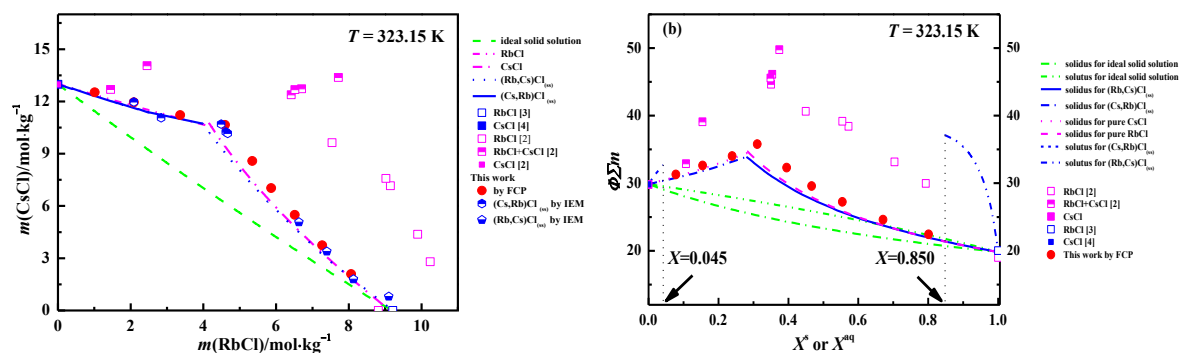 T = 323.15 K
m(CsCl)/mol·kg⁻¹
15
12
9
6
3
0
0 2 4 6 8 10
m(RbCl)/mol·kg⁻¹
ideal solid solution
RbCl
CsCl
(Rb,Cs)Cl(ss)
(Cs,Rb)Cl(ss)
RbCl [3]
CsCl [4]
RbCl [2]
RbCl+CsCl [2]
CsCl [2]
This work
by FCP
(Cs,Rb)Cl(ss) by IEM
(Rb,Cs)Cl(ss) by IEM
(b)
T = 323.15 K
ΦΣm
50
40
30
20
50
40
30
20
X=0.045
X=0.850
0.0 0.2 0.4 0.6 0.8 1.0
Xˢ or X^aq
solidus for ideal solid solution
solutus for ideal solid solution
solidus for (Rb,Cs)Cl(ss)
solidus for (Cs,Rb)Cl(ss)
solidus for pure CsCl
solidus for pure RbCl
solutus for (Cs,Rb)Cl(ss)
solutus for (Rb,Cs)Cl(ss)
RbCl [2]
RbCl+CsCl [2]
CsCl
RbCl [3]
CsCl [4]
This work by FCP